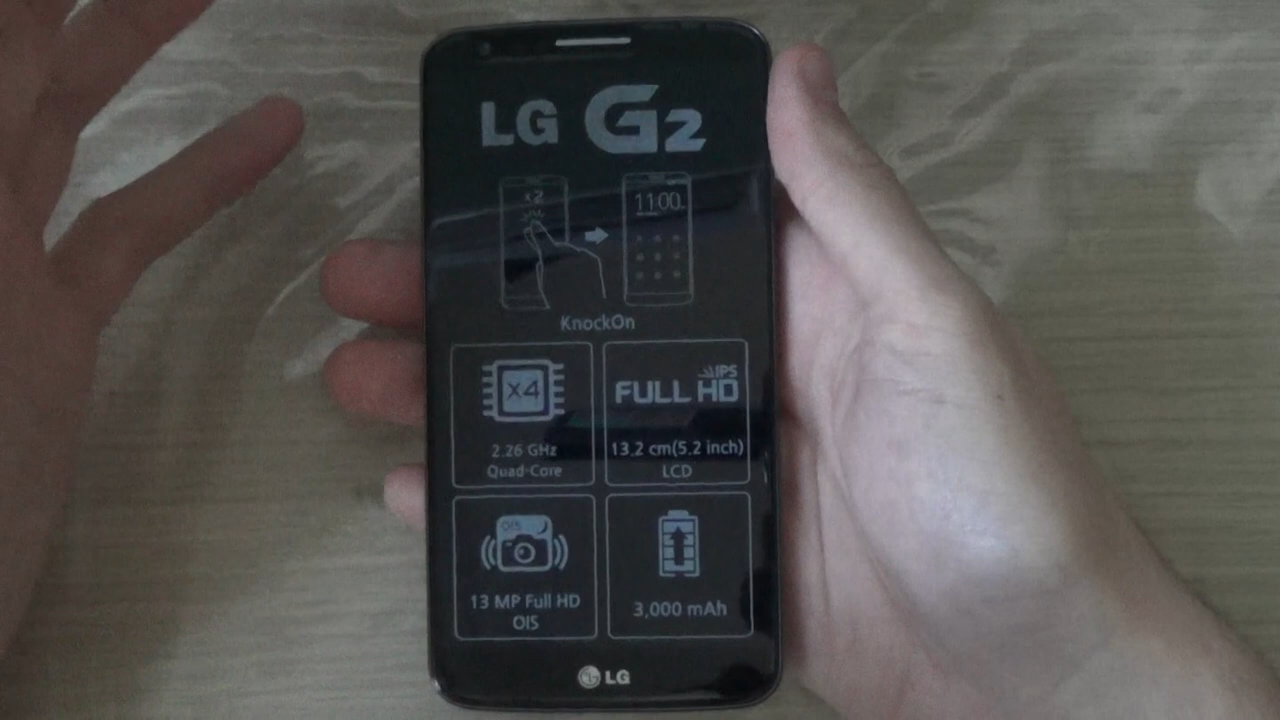 LG G2
x2
11:00
KnockOn
X4
2.26 GHz
Quad-Core
IPS
FULL HD
13.2 cm(5.2 inch)
LCD
OIS
13 MP Full HD
OIS
3,000 mAh
LG